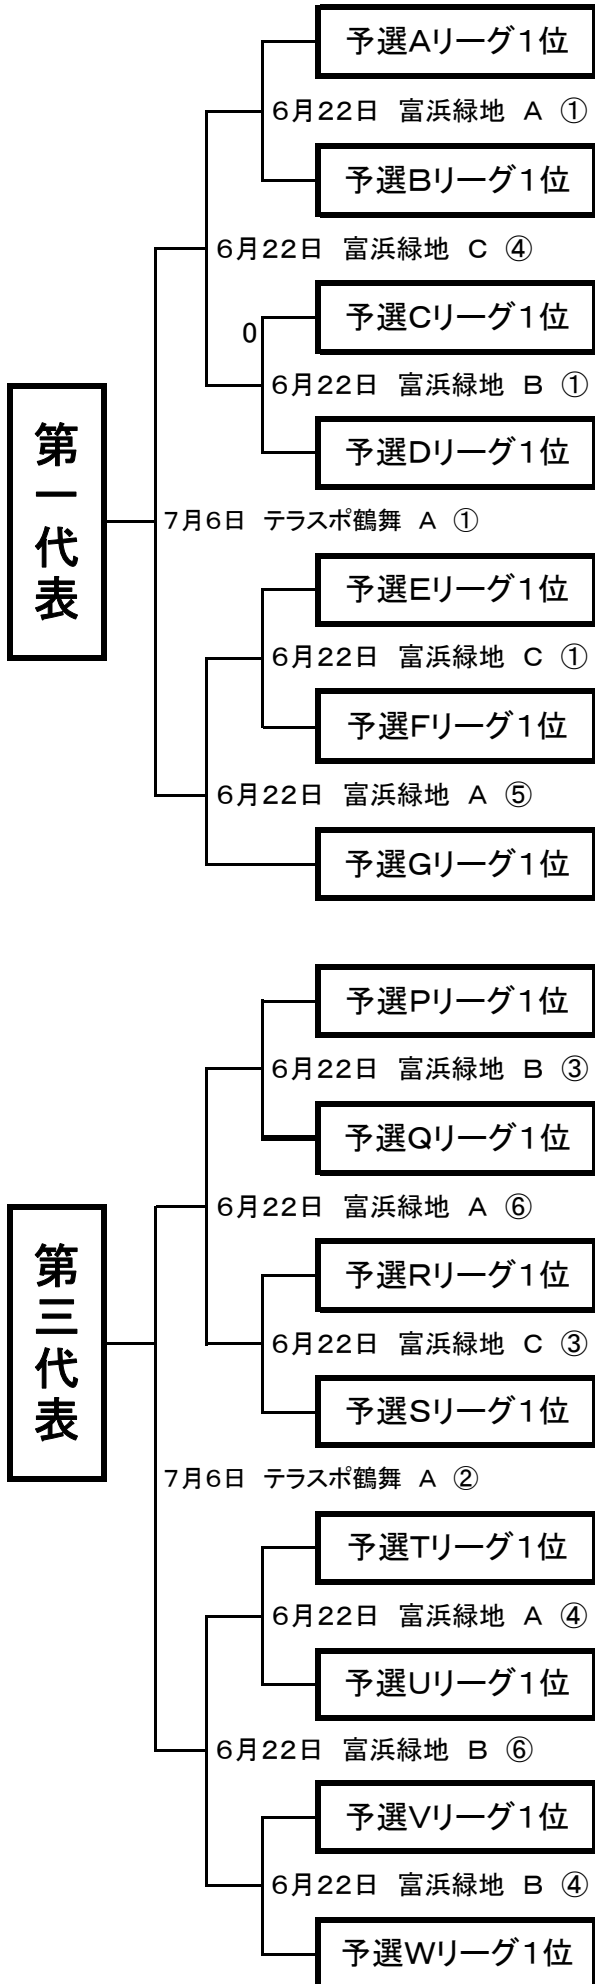 予選Aリーグ1位
6月22日 富浜緑地 A ①
予選Bリーグ1位
6月22日 富浜緑地 C ④
予選Cリーグ1位
0
6月22日 富浜緑地 B ①
予選Dリーグ1位
第一代表
7月6日 テラスポ鶴舞 A ①
予選Eリーグ1位
6月22日 富浜緑地 C ①
予選Fリーグ1位
6月22日 富浜緑地 A ⑤
予選Gリーグ1位
予選Pリーグ1位
6月22日 富浜緑地 B ③
予選Qリーグ1位
6月22日 富浜緑地 A ⑥
予選Rリーグ1位
6月22日 富浜緑地 C ③
予選Sリーグ1位
第三代表
7月6日 テラスポ鶴舞 A ②
予選Tリーグ1位
6月22日 富浜緑地 A ④
予選Uリーグ1位
6月22日 富浜緑地 B ⑥
予選Vリーグ1位
6月22日 富浜緑地 B ④
予選Wリーグ1位